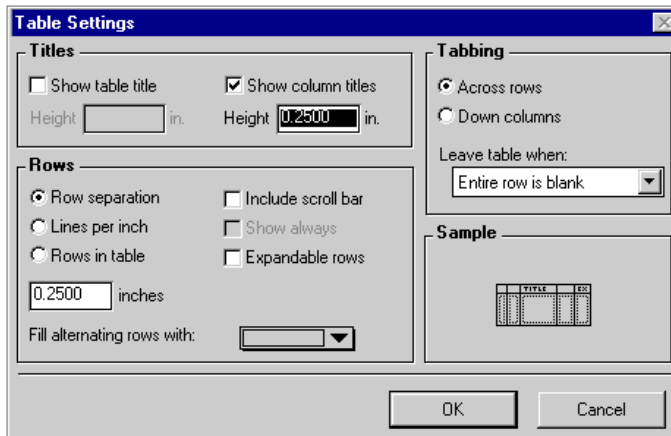 Table Settings
Titles
Show table title
Show column titles
Height in.
Height 0.2500 in.
Rows
Row separation
Include scroll bar
Lines per inch
Show always
Rows in table
Expandable rows
0.2500 inches
Fill alternating rows with:
Tabbing
Across rows
Down columns
Leave table when:
Entire row is blank
Sample
TITLE EX
OK
Cancel